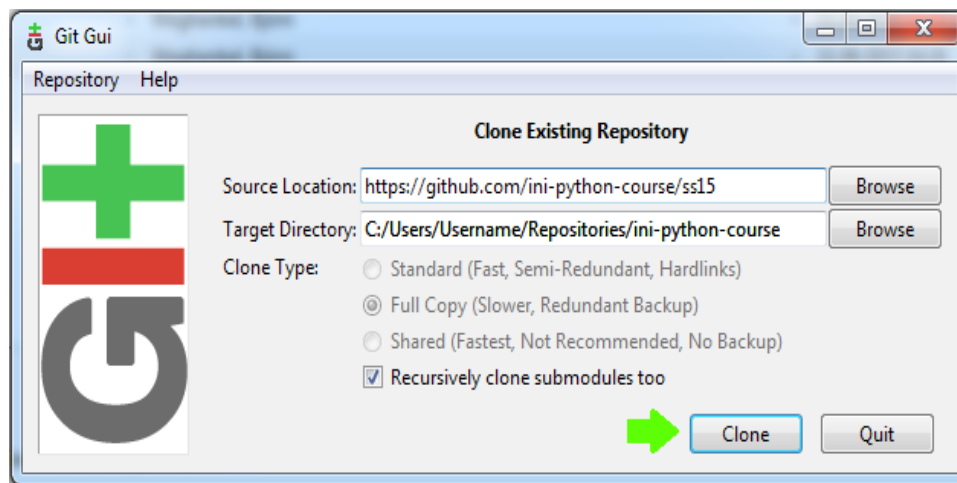 Git Gui
Repository Help
Clone Existing Repository
Source Location: https://github.com/ini-python-course/ss15 Browse
Target Directory: C:/Users/Username/Repositories/ini-python-course Browse
Clone Type: Standard (Fast, Semi-Redundant, Hardlinks)
Full Copy (Slower, Redundant Backup)
Shared (Fastest, Not Recommended, No Backup)
Recursively clone submodules too
Clone Quit